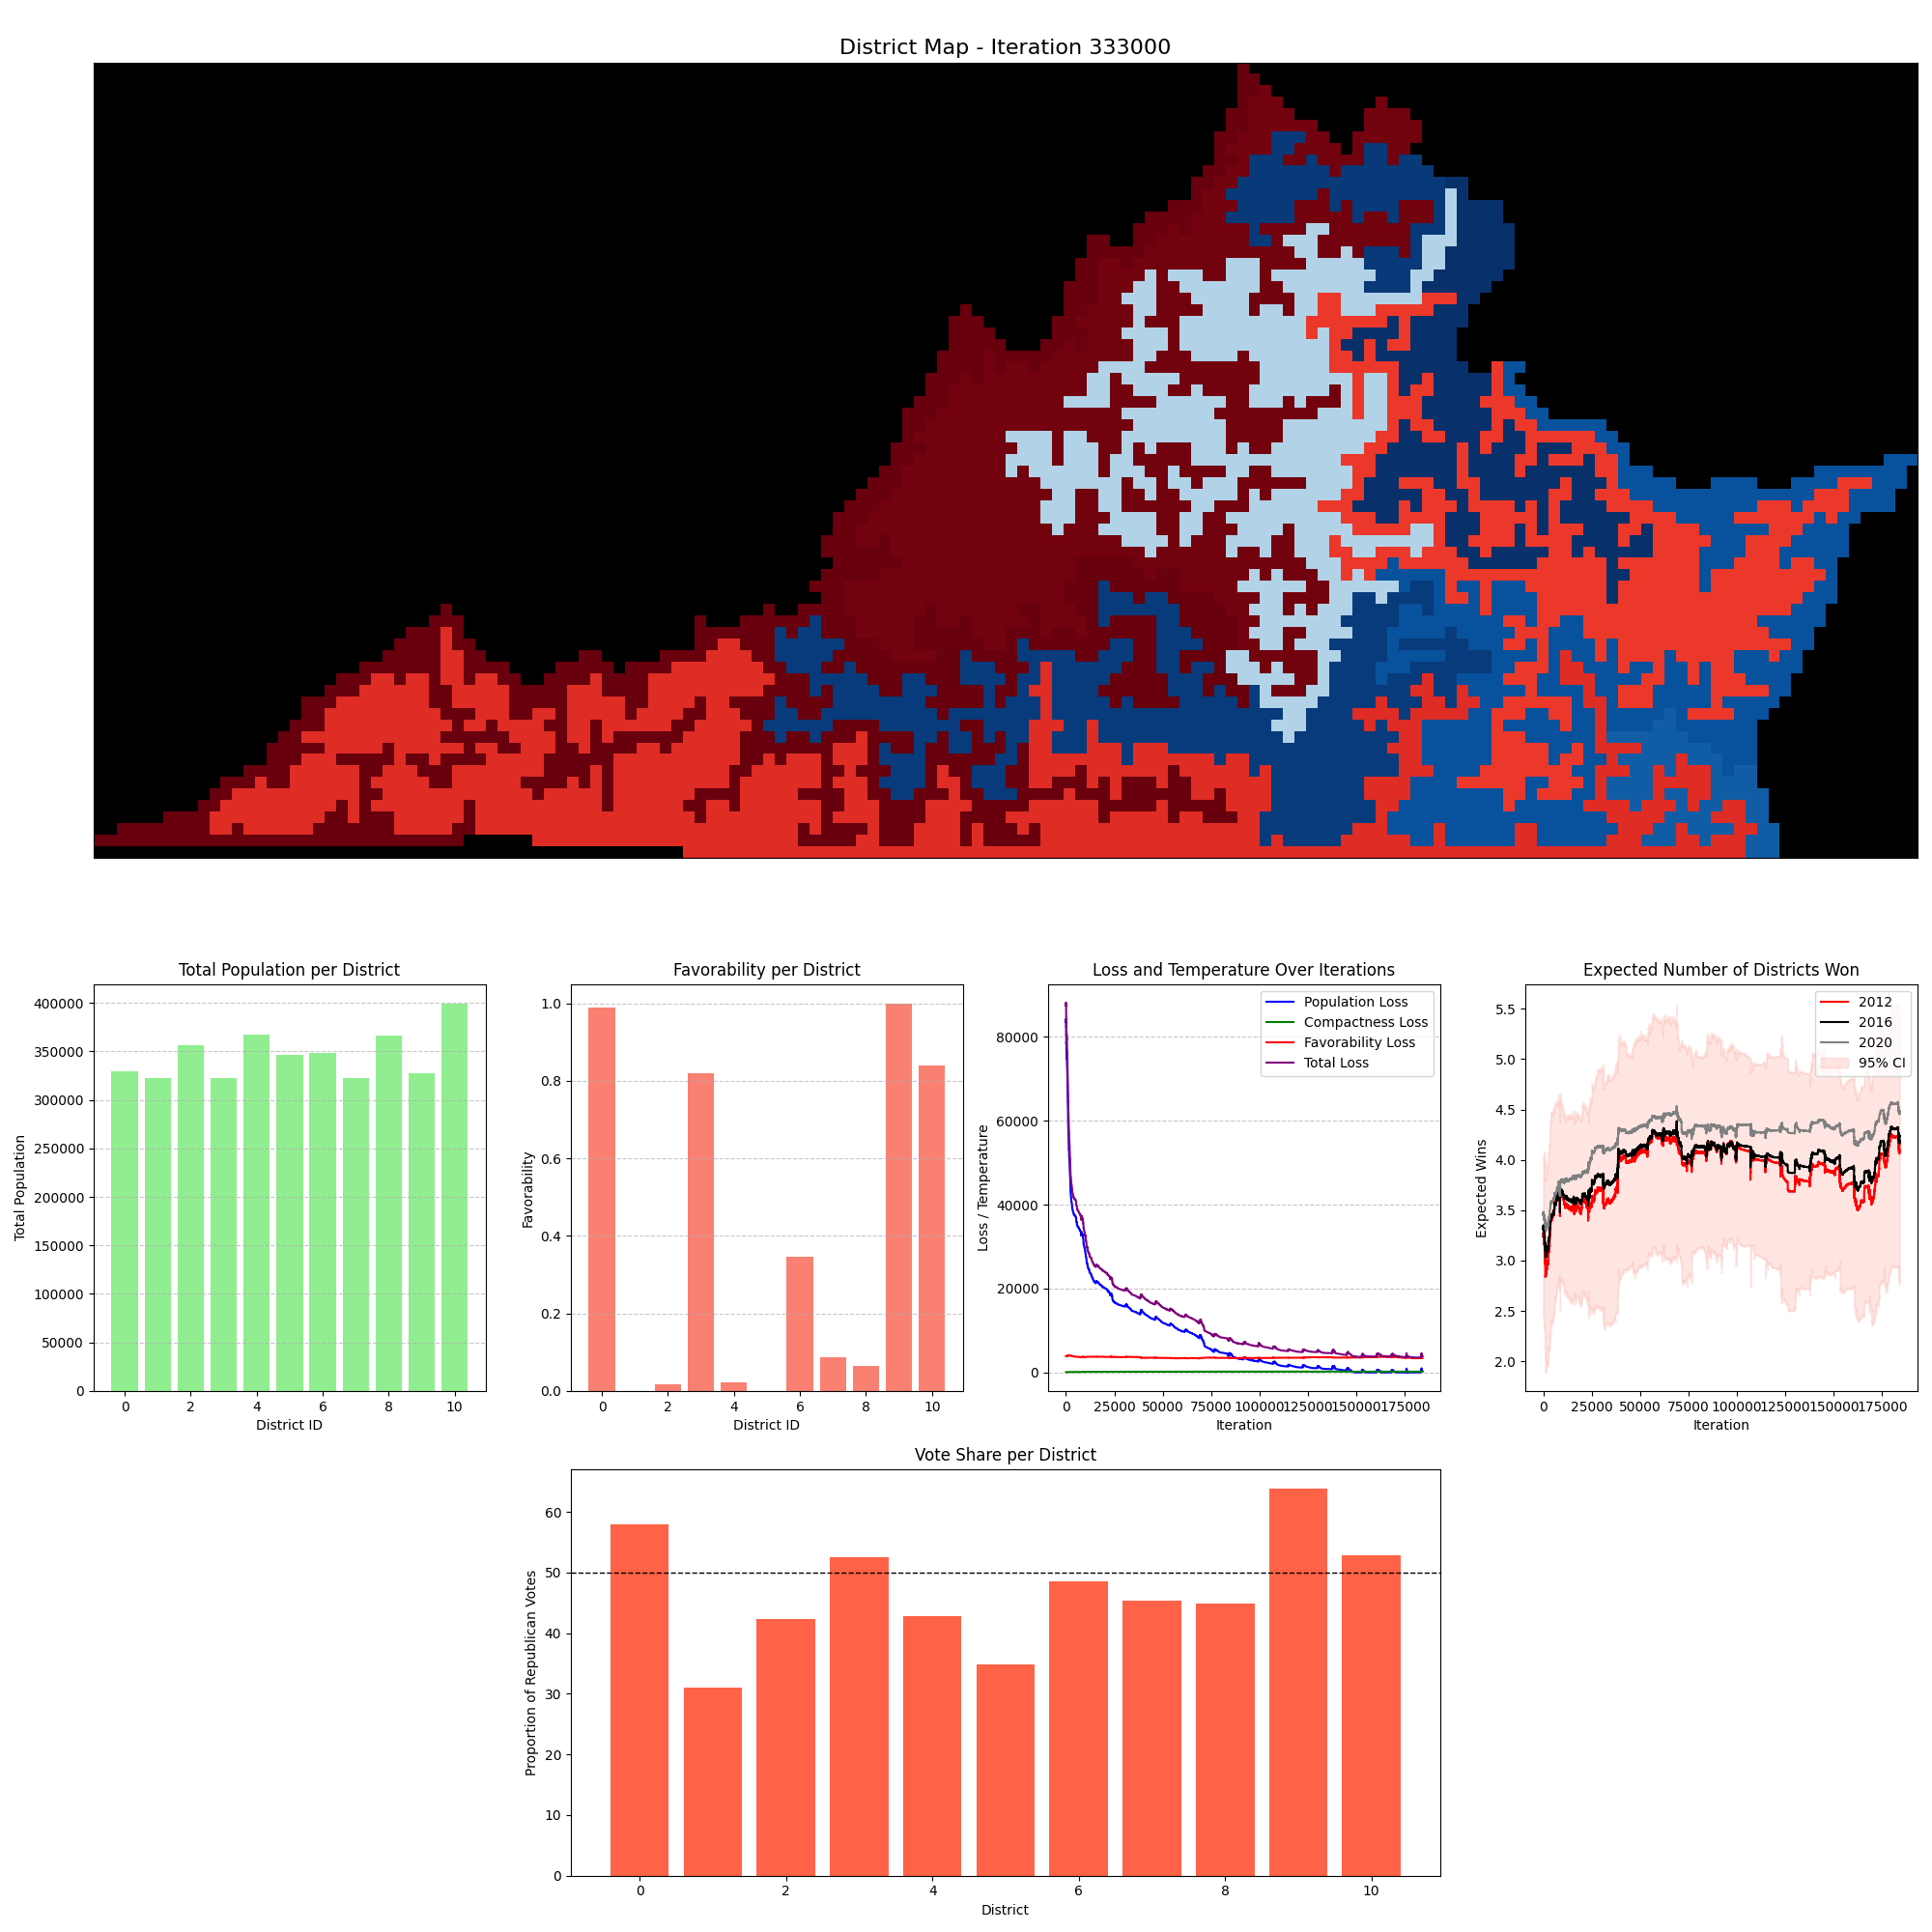 District Map - Iteration 333000
Total Population per District
Total Population
400000
350000
300000
250000
200000
150000
100000
50000
0
0 2 4 6 8 10
District ID
Favorability per District
Favorability
1.0
0.8
0.6
0.4
0.2
0.0
0 2 4 6 8 10
District ID
Loss and Temperature Over Iterations
Loss / Temperature
80000
60000
40000
20000
0
Population Loss
Compactness Loss
Favorability Loss
Total Loss
0 25000 50000 75000 100000 125000 150000 175000
Iteration
Expected Number of Districts Won
Expected Wins
5.5
5.0
4.5
4.0
3.5
3.0
2.5
2.0
2012
2016
2020
95% CI
0 25000 50000 75000 100000 125000 150000 175000
Iteration
Vote Share per District
Proportion of Republican Votes
60
50
40
30
20
10
0
0 2 4 6 8 10
District